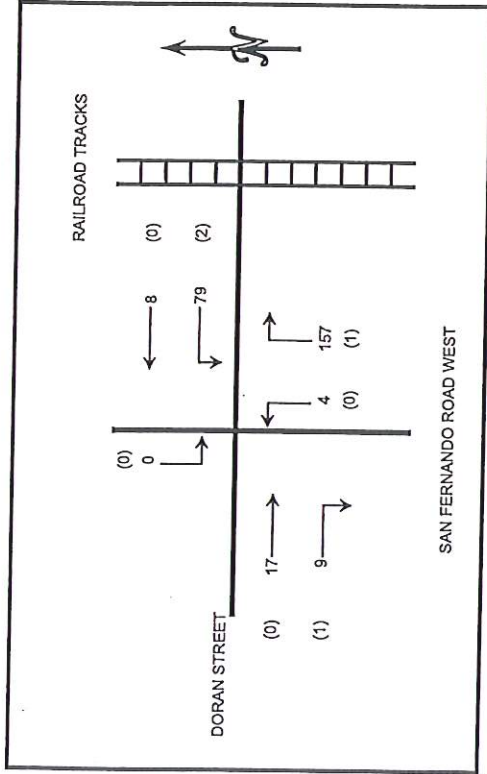 RAILROAD TRACKS
N
8 (0)
79 (2)
(0)
0
157
(1)
4
(0)
DORAN STREET
(0) 17
(1) 9
SAN FERNANDO ROAD WEST